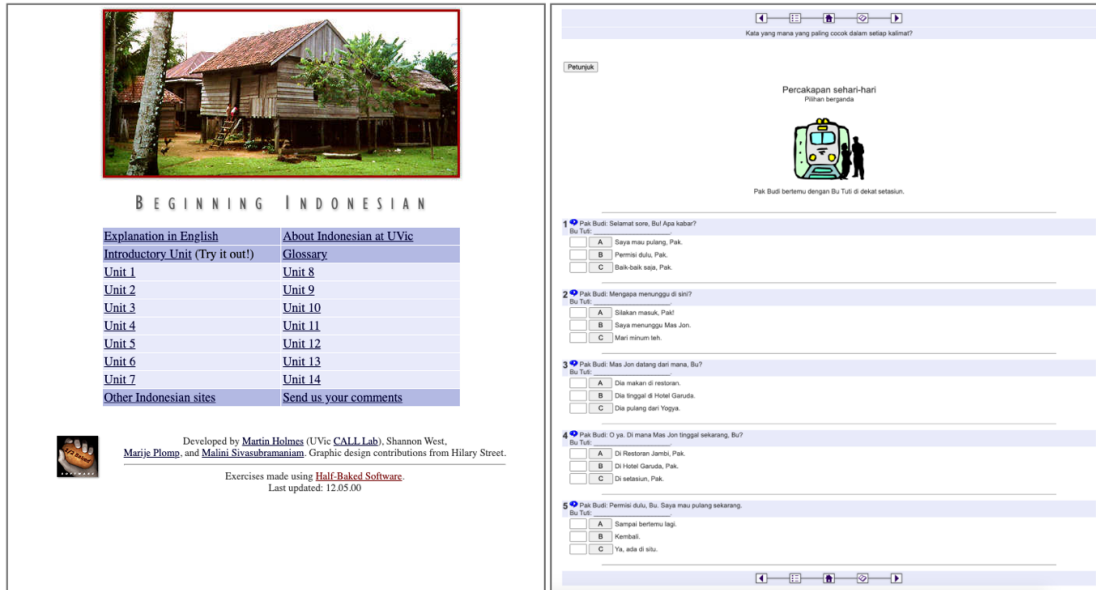 BEGINNING INDONESIAN
Explanation in English About Indonesian at UVic
Introductory Unit (Try it out!) Glossary
Unit 1 Unit 8
Unit 2 Unit 9
Unit 3 Unit 10
Unit 4 Unit 11
Unit 5 Unit 12
Unit 6 Unit 13
Unit 7 Unit 14
Other Indonesian sites Send us your comments
Developed by Martin Holmes (UVic CALL Lab), Shannon West,
Marije Plomp, and Malini Sivasubramaniam. Graphic design contributions from Hilary Street.
Exercises made using Half-Baked Software.
Last updated: 12.05.00
Kata yang mana yang paling cocok dalam setiap kalimat?
Petunjuk
Percakapan sehari-hari
Pilihan berganda
Pak Budi bertemu dengan Bu Tuti di dekat setasiun.
1 Pak Budi: Selamat sore, Bu! Apa kabar?
Bu Tuti: ____________________.
A Saya mau pulang, Pak.
B Permisi dulu, Pak.
C Baik-baik saja, Pak.
2 Pak Budi: Mengapa menunggu di sini?
Bu Tuti: ____________________.
A Silakan masuk, Pak!
B Saya menunggu Mas Jon.
C Mari minum teh.
3 Pak Budi: Mas Jon datang dari mana, Bu?
Bu Tuti: ____________________.
A Dia makan di restoran.
B Dia tinggal di Hotel Garuda.
C Dia pulang dari Yogya.
4 Pak Budi: O ya. Di mana Mas Jon tinggal sekarang, Bu?
Bu Tuti: ____________________.
A Di Restoran Jambi, Pak.
B Di Hotel Garuda, Pak.
C Di setasiun, Pak.
5 Pak Budi: Permisi dulu, Bu. Saya mau pulang sekarang.
Bu Tuti: ____________________.
A Sampai bertemu lagi.
B Kembali.
C Ya, ada di situ.